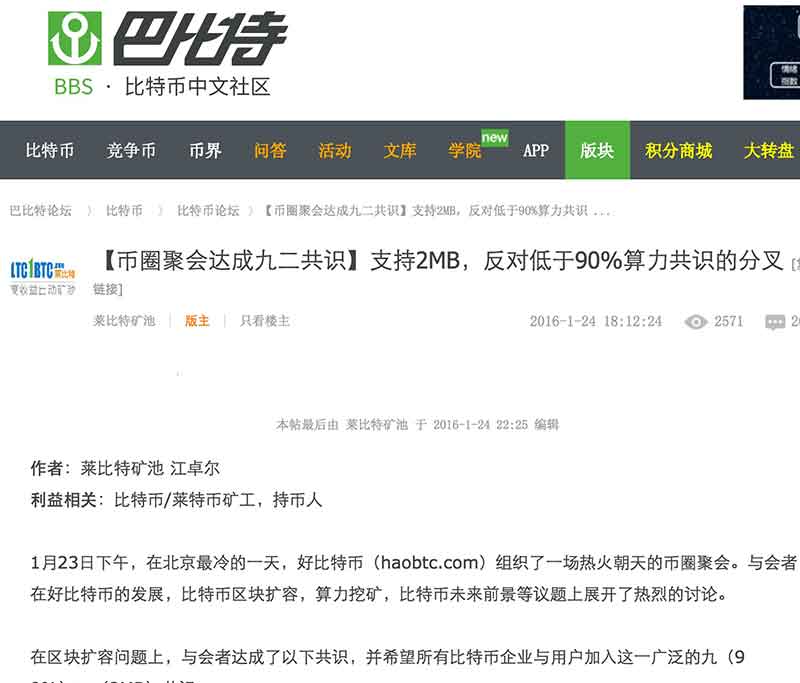 巴比特
BBS · 比特币中文社区
情绪
指数
比特币 竞争币 币界 问答 活动 文库 学院 new APP 版块 积分商城 大转盘
巴比特论坛 〉 比特币 〉 比特币论坛 〉 【币圈聚会达成九二共识】支持2MB，反对低于90%算力共识 ...
LTC1BTC.com 莱比特
【币圈聚会达成九二共识】支持2MB，反对低于90%算力共识的分叉
链接]
莱比特矿池 | 版主 | 只看楼主 2016-1-24 18:12:24 2571
本帖最后由 莱比特矿池 于 2016-1-24 22:25 编辑
作者：莱比特矿池 江卓尔
利益相关：比特币/莱特币矿工，持币人
1月23日下午，在北京最冷的一天，好比特币（haobtc.com）组织了一场热火朝天的币圈聚会。与会者
在好比特币的发展，比特币区块扩容，算力挖矿，比特币未来前景等议题上展开了热烈的讨论。
在区块扩容问题上，与会者达成了以下共识，并希望所有比特币企业与用户加入这一广泛的九（9